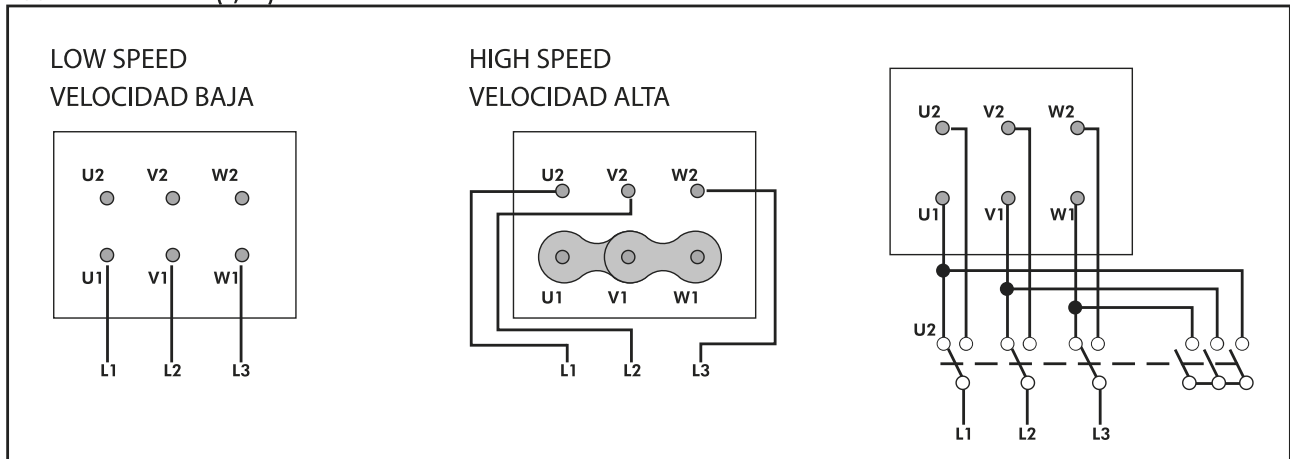 LOW SPEED
VELOCIDAD BAJA
U2 V2 W2
U1 V1 W1
L1 L2 L3
HIGH SPEED
VELOCIDAD ALTA
U2 V2 W2
U1 V1 W1
L1 L2 L3
U2 V2 W2
U1 V1 W1
U2
L1 L2 L3